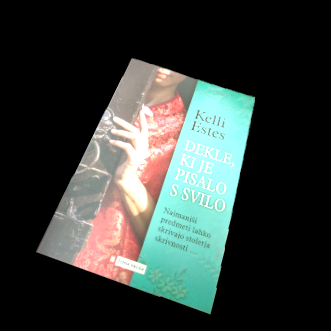 Kelli
Estes
DEKLE,
KI JE
PISALO
S SVILO
Najmanjši
predmeti lahko
skrivajo stoletja
skrivnosti ...